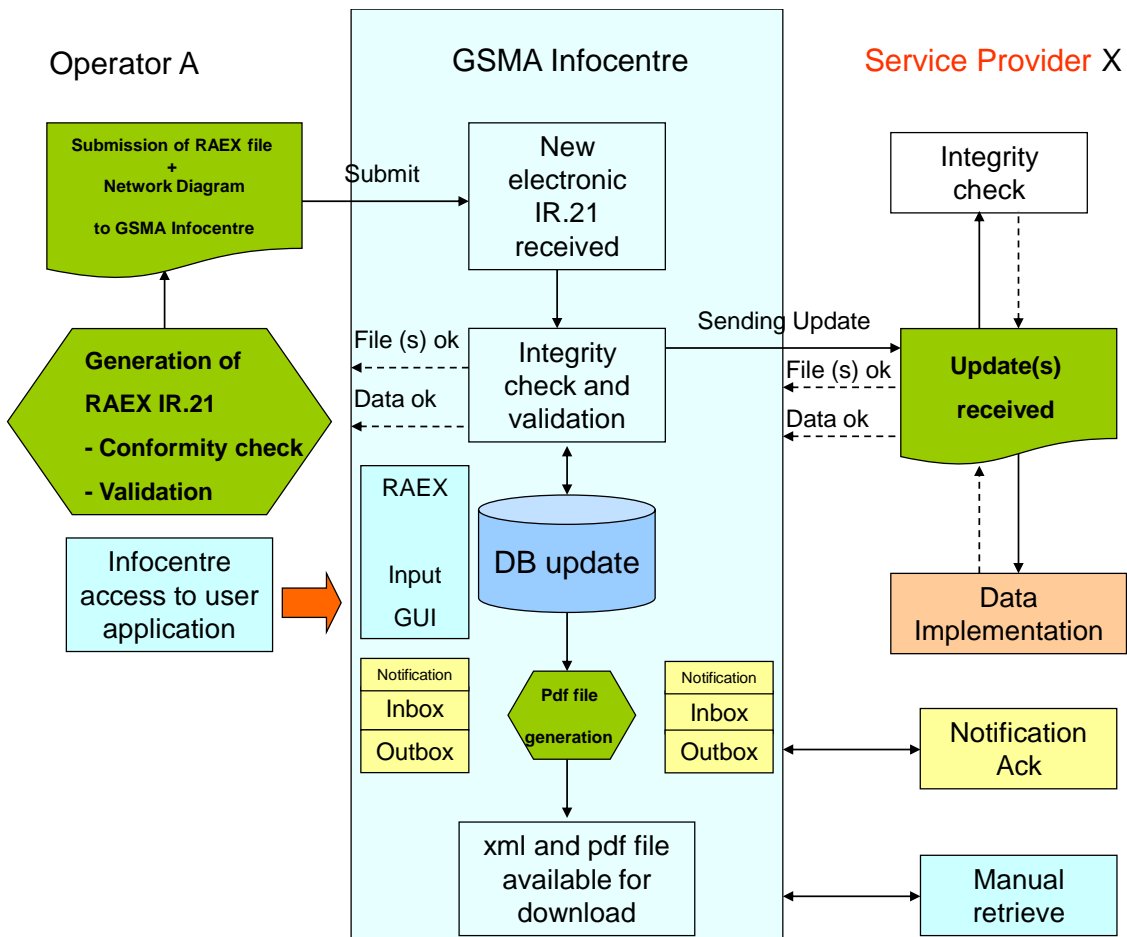 Operator A
GSMA Infocentre
Service Provider X
Submission of RAEX file
+
Network Diagram
to GSMA Infocentre
Submit
New
electronic
IR.21
received
Integrity
check
Generation of
RAEX IR.21
- Conformity check
- Validation
File (s) ok
Data ok
Integrity
check and
validation
Sending Update
File (s) ok
Data ok
Update(s)
received
Infocentre
access to user
application
RAEX
Input
GUI
DB update
Data
Implementation
Notification
Inbox
Outbox
Pdf file
generation
Notification
Inbox
Outbox
Notification
Ack
xml and pdf file
available for
download
Manual
retrieve